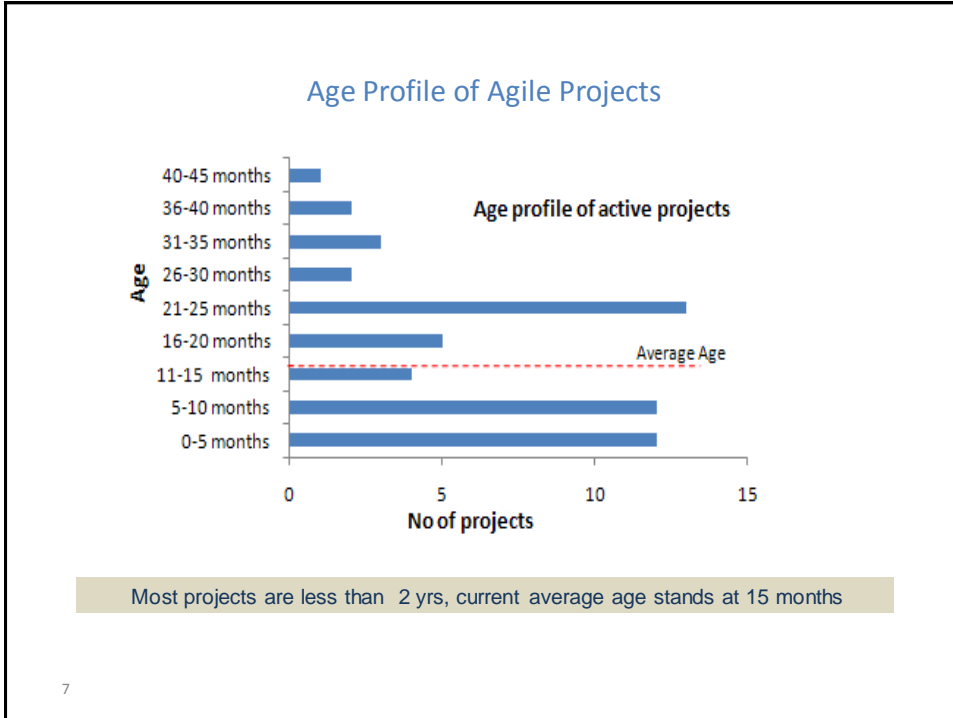 Age Profile of Agile Projects
40-45 months
36-40 months
Age profile of active projects
31-35 months
26-30 months
Age
21-25 months
16-20 months
Average Age
11-15 months
5-10 months
0-5 months
0 5 10 15
No of projects
Most projects are less than 2 yrs, current average age stands at 15 months
7